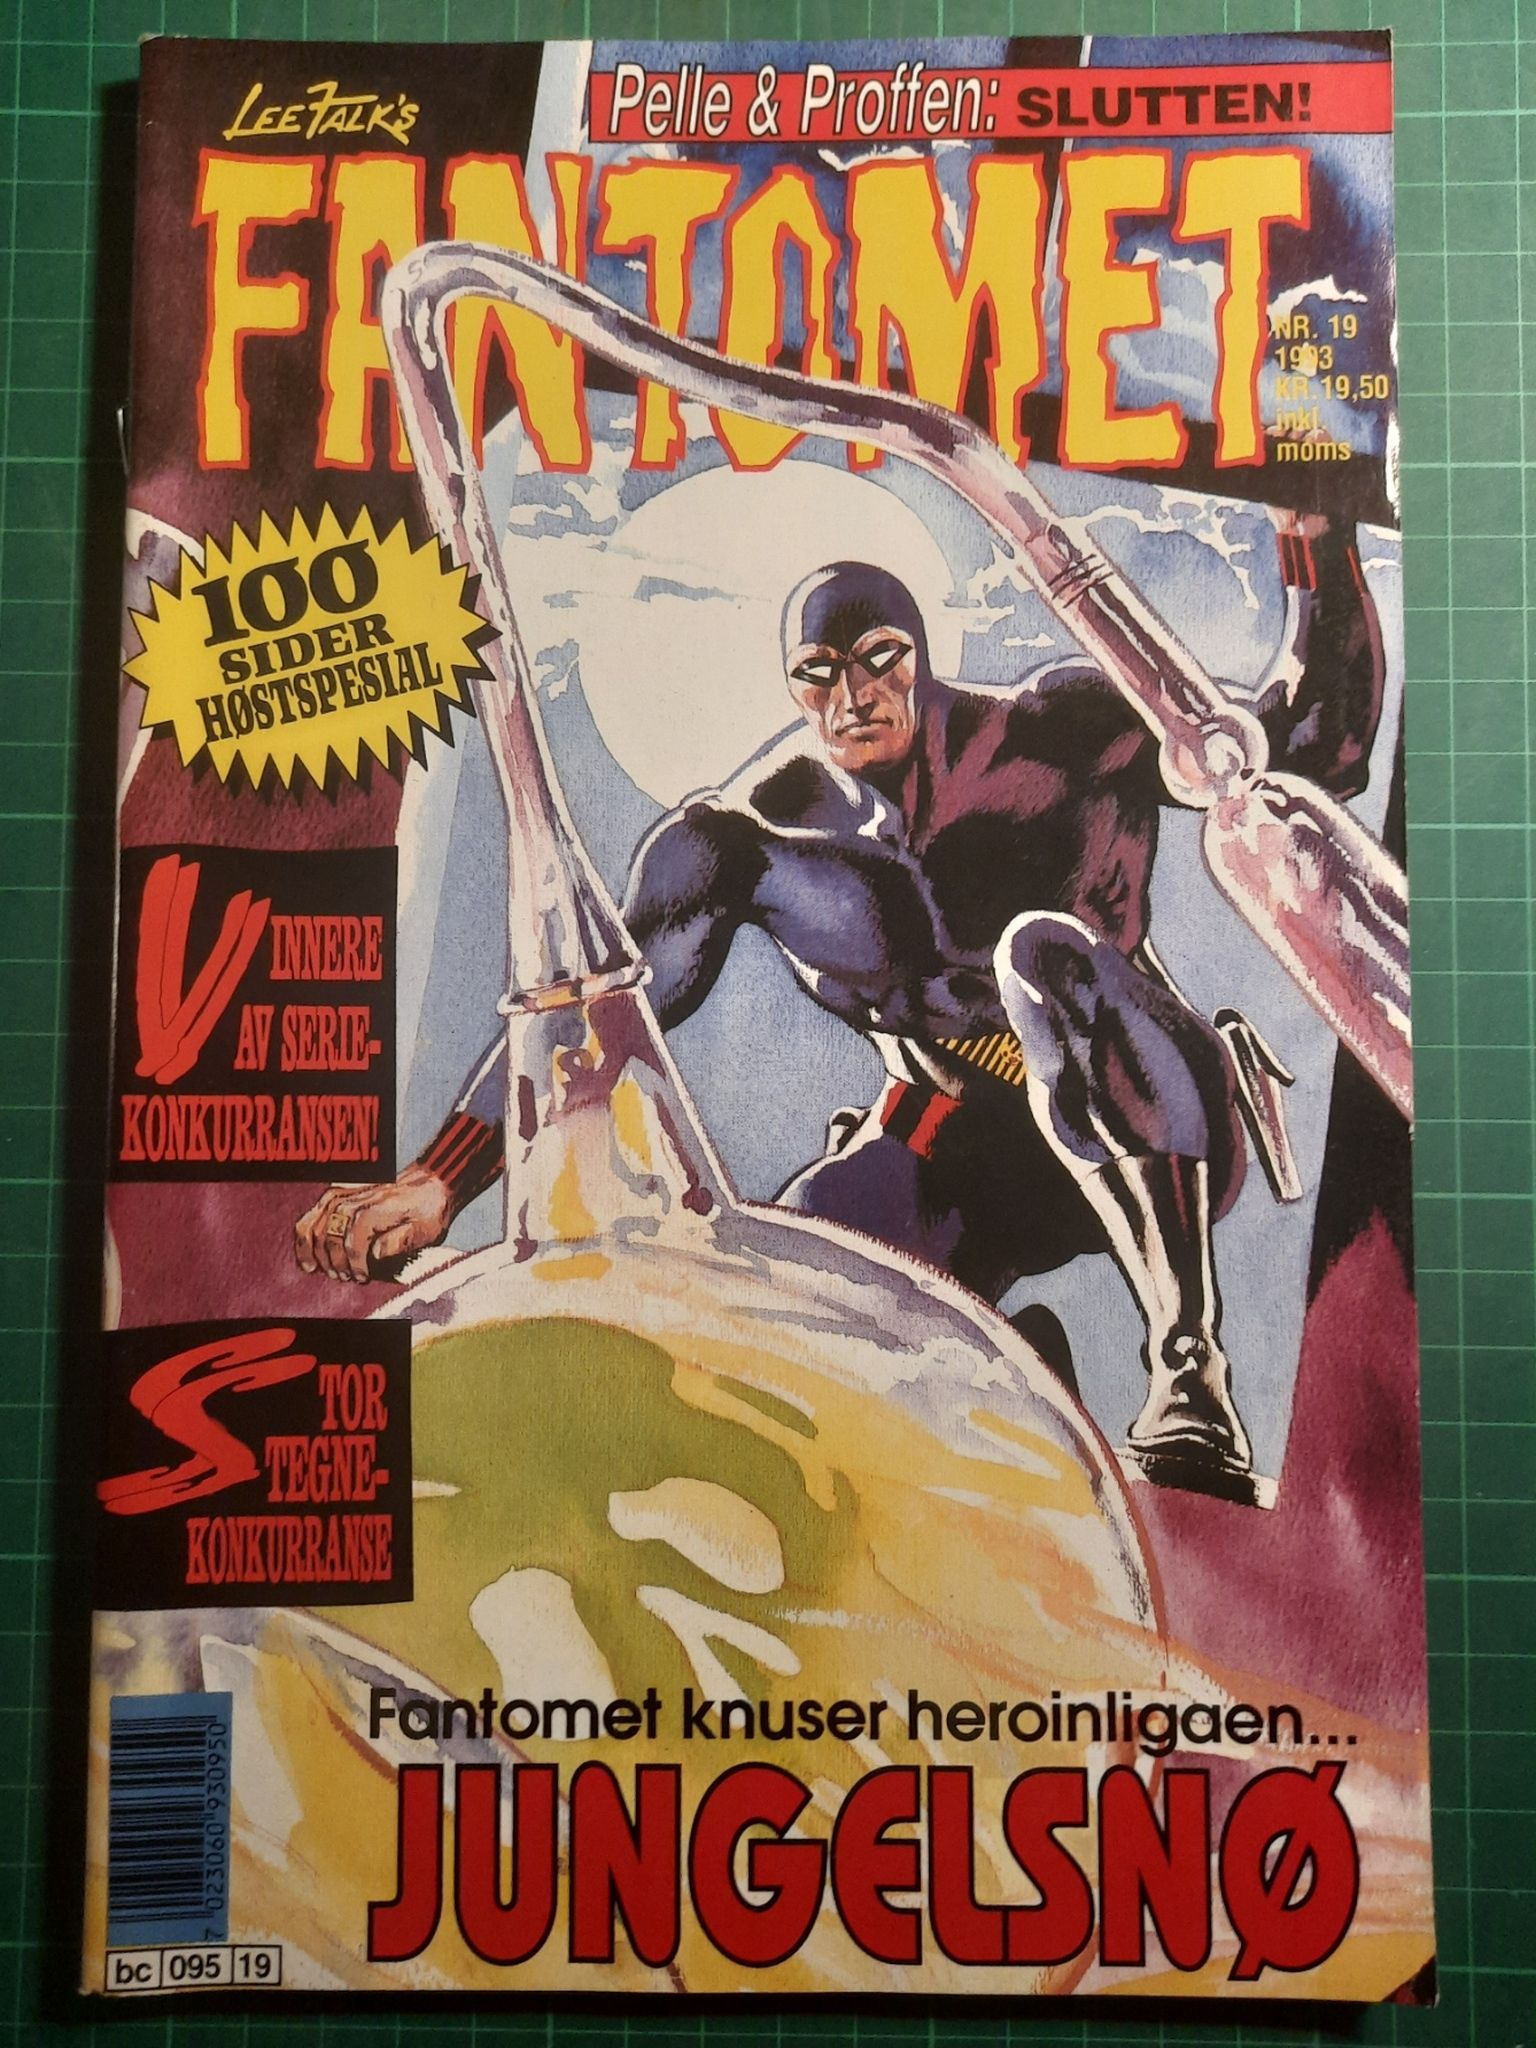 Pelle & Proffen: SLUTTEN!
LEE FALK'S
FANTOMET
NR. 19
1993
KR. 19,50
inkl.
moms
100
SIDER
HØSTSPESIAL
VINNERE
AV SERIE-
KONKURRANSEN!
STOR
TEGNE-
KONKURRANSE
Fantomet knuser heroinligaen...
JUNGELSNØ
7 023060 930950
bc 095 19